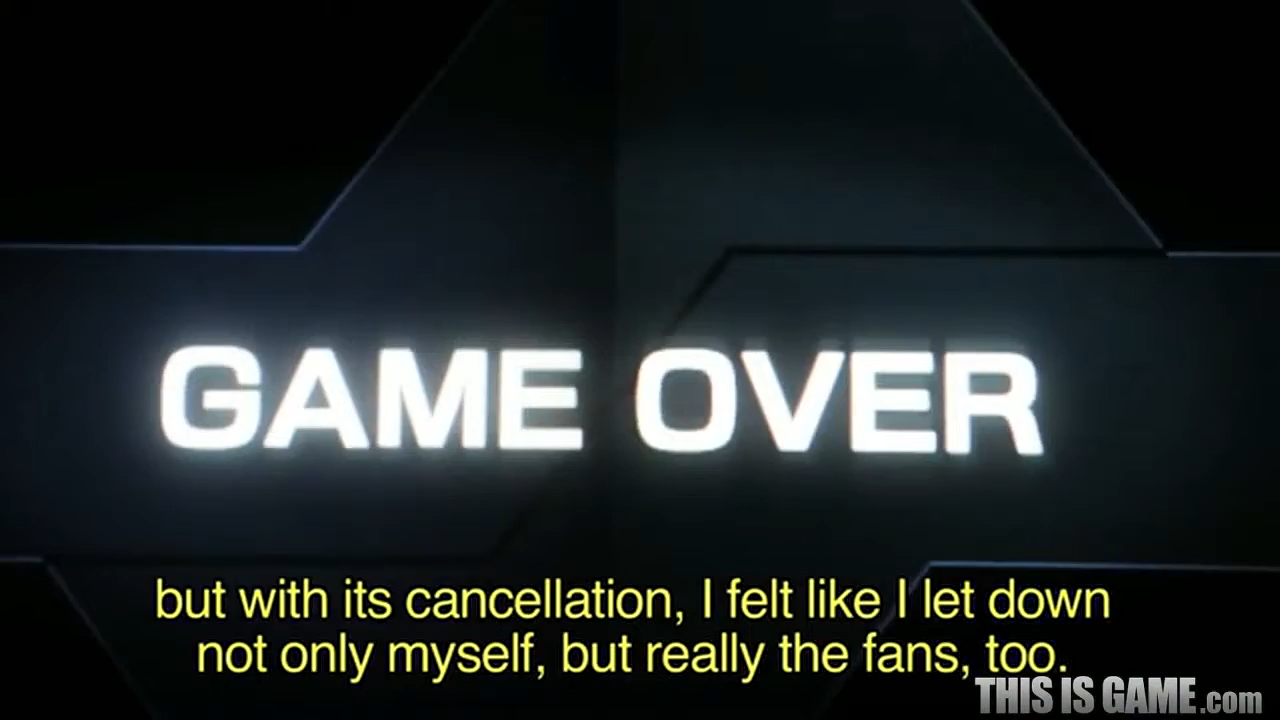 GAME OVER
but with its cancellation, I felt like I let down
not only myself, but really the fans, too.
THIS IS GAME.com